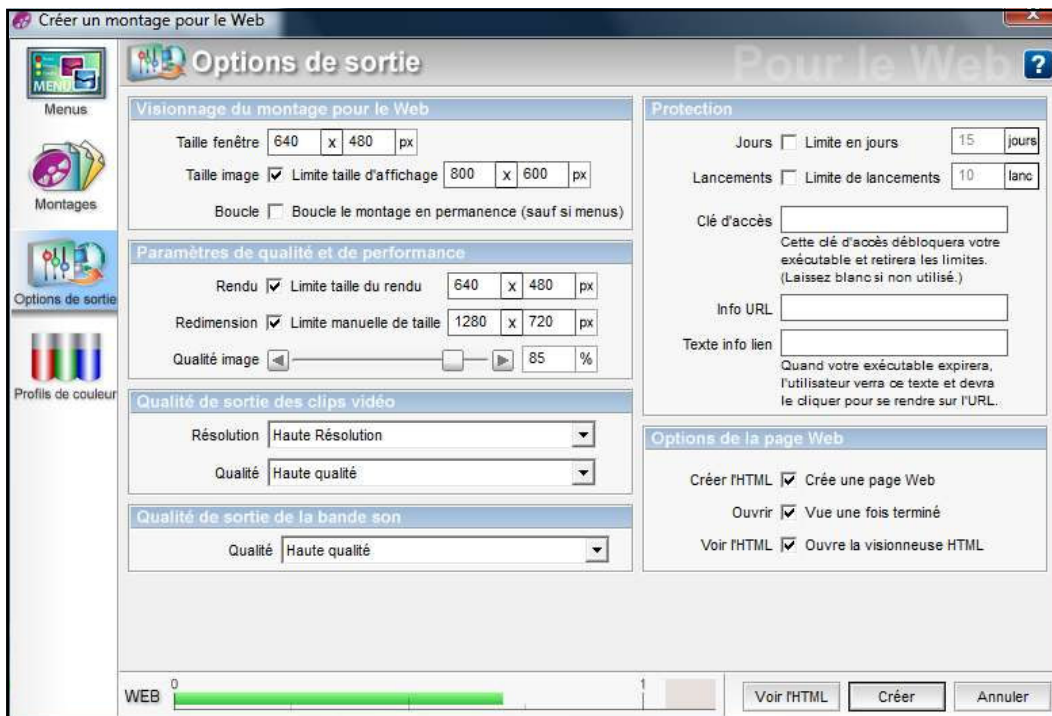 Créer un montage pour le Web
Options de sortie
Pour le Web
?
MENU
Menus
Montages
Options de sortie
Profils de couleur
Visionnage du montage pour le Web
Taille fenêtre 640 x 480 px
Taille image Limite taille d'affichage 800 x 600 px
Boucle Boucle le montage en permanence (sauf si menus)
Paramètres de qualité et de performance
Rendu Limite taille du rendu 640 x 480 px
Redimension Limite manuelle de taille 1280 x 720 px
Qualité image 85 %
Qualité de sortie des clips vidéo
Résolution Haute Résolution
Qualité Haute qualité
Qualité de sortie de la bande son
Qualité Haute qualité
Protection
Jours Limite en jours 15 jours
Lancements Limite de lancements 10 lanc
Clé d'accès
Cette clé d'accès débloquera votre
exécutable et retirera les limites.
(Laissez blanc si non utilisé.)
Info URL
Texte info lien
Quand votre exécutable expirera,
l'utilisateur verra ce texte et devra
le cliquer pour se rendre sur l'URL.
Options de la page Web
Créer l'HTML Crée une page Web
Ouvrir Vue une fois terminé
Voir l'HTML Ouvre la visionneuse HTML
WEB 0 1
Voir l'HTML Créer Annuler